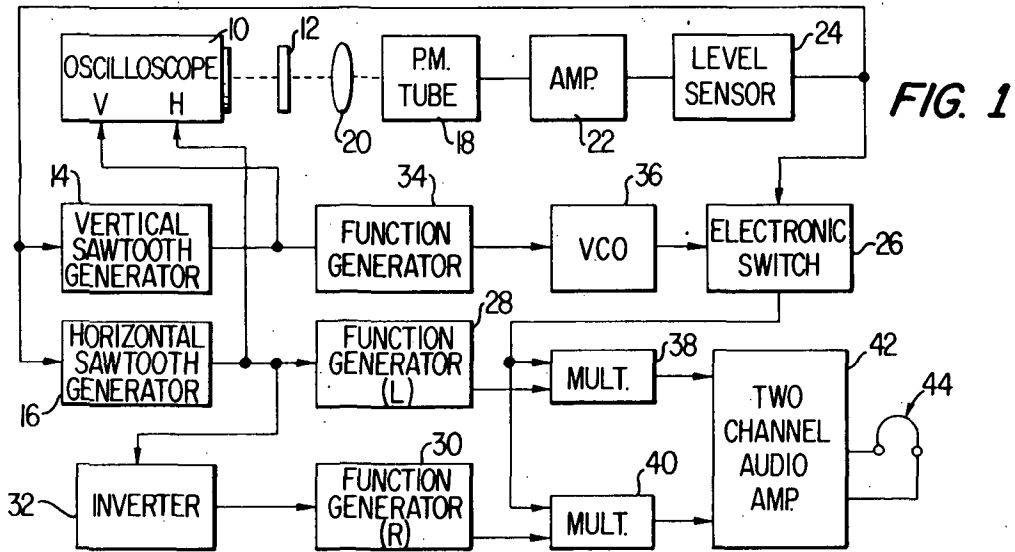 10
12
24
OSCILLOSCOPE
V H
P.M.
TUBE
AMP.
LEVEL
SENSOR
20
18
22
FIG. 1
14
34
36
VERTICAL
SAWTOOTH
GENERATOR
FUNCTION
GENERATOR
VCO
ELECTRONIC
SWITCH
26
28
HORIZONTAL
SAWTOOTH
GENERATOR
16
FUNCTION
GENERATOR
(L)
38
MULT.
42
TWO
CHANNEL
AUDIO
AMP.
44
30
32
INVERTER
FUNCTION
GENERATOR
(R)
40
MULT.